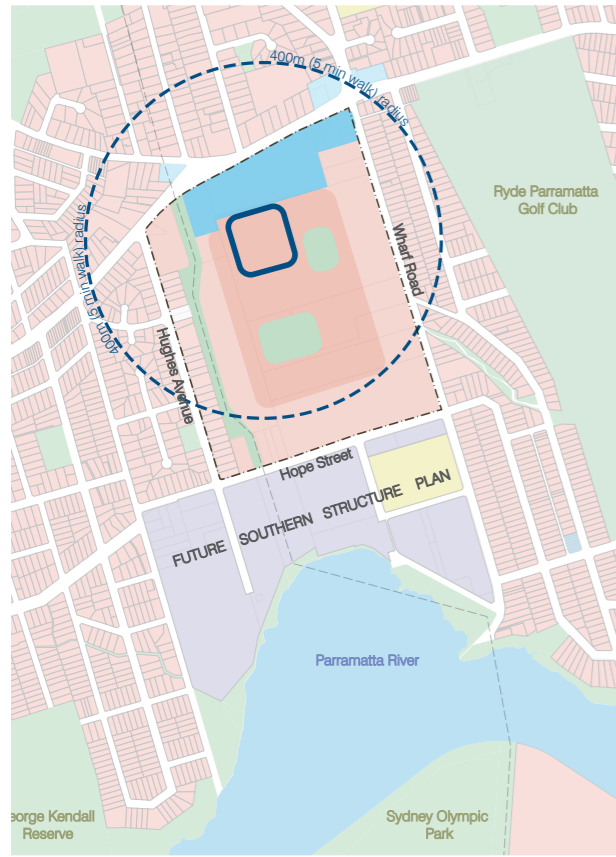 400m (5 min walk) radius
400m (5 min walk) radius
Ryde Parramatta
Golf Club
Wharf Road
Hughes Avenue
Hope Street
FUTURE SOUTHERN STRUCTURE PLAN
Parramatta River
eorge Kendall
Reserve
Sydney Olympic
Park